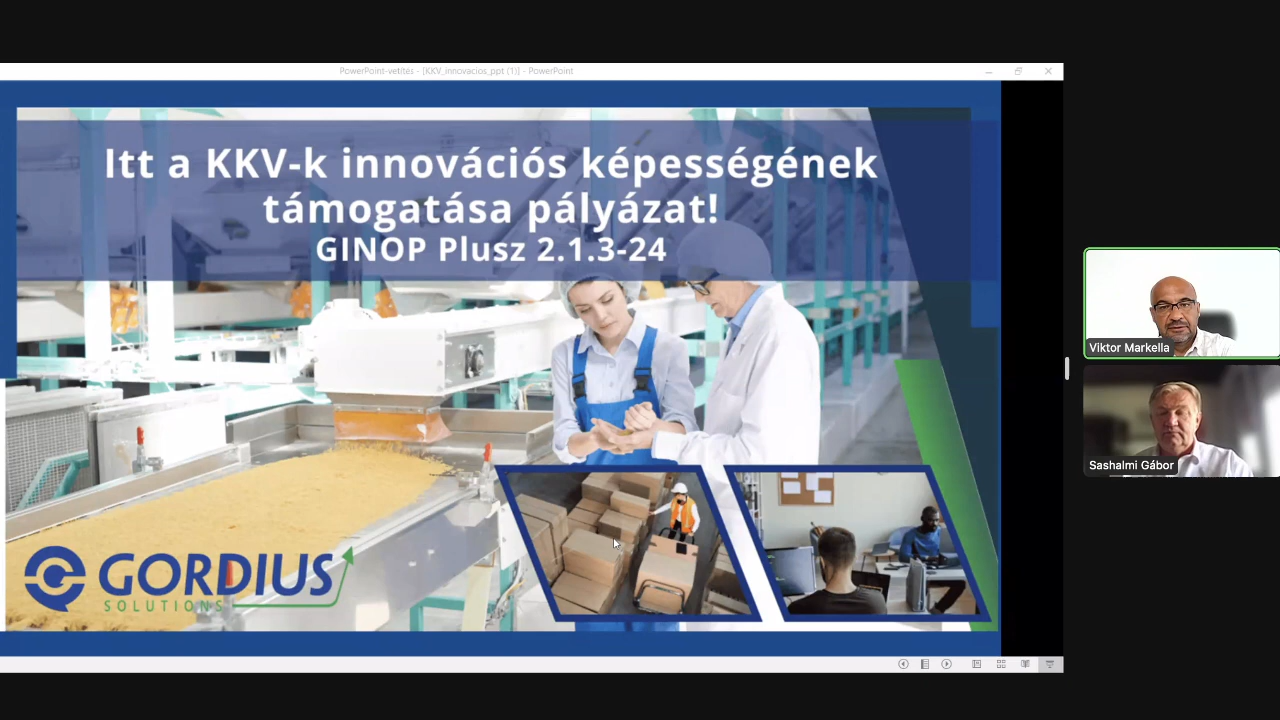 PowerPoint-vetítés - [KKV_innovacios_ppt (1)] - PowerPoint
Itt a KKV-k innovációs képességének
támogatása pályázat!
GINOP Plusz 2.1.3-24
GORDIUS
SOLUTIONS
Viktor Markella
Sashalmi Gábor